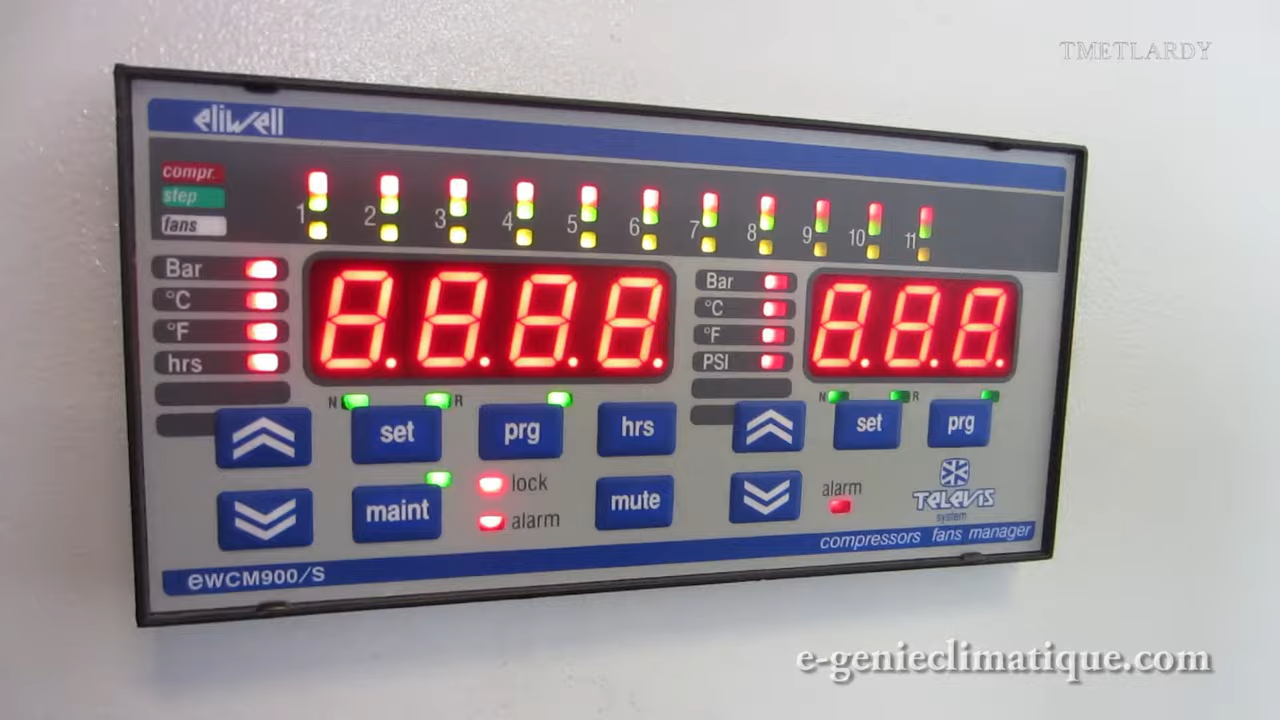 TMETLARDY
eliwell
compr.
step
fans
1 2 3 4 5 6 7 8 9 10 11
Bar
°C
°F
hrs
8.8.8.8.
Bar
°C
°F
PSI
8.8.8.
N R
set
prg
hrs
N R
set
prg
maint
lock
alarm
mute
alarm
TELEVIS
system
compressors fans manager
eWCM900/S
e-genieclimatique.com